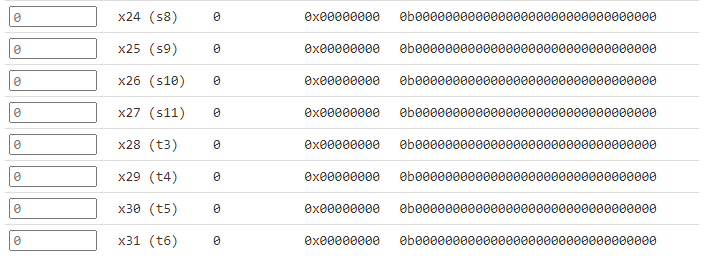 0 x24 (s8) 0 0x00000000 0b00000000000000000000000000000000
0 x25 (s9) 0 0x00000000 0b00000000000000000000000000000000
0 x26 (s10) 0 0x00000000 0b00000000000000000000000000000000
0 x27 (s11) 0 0x00000000 0b00000000000000000000000000000000
0 x28 (t3) 0 0x00000000 0b00000000000000000000000000000000
0 x29 (t4) 0 0x00000000 0b00000000000000000000000000000000
0 x30 (t5) 0 0x00000000 0b00000000000000000000000000000000
0 x31 (t6) 0 0x00000000 0b00000000000000000000000000000000